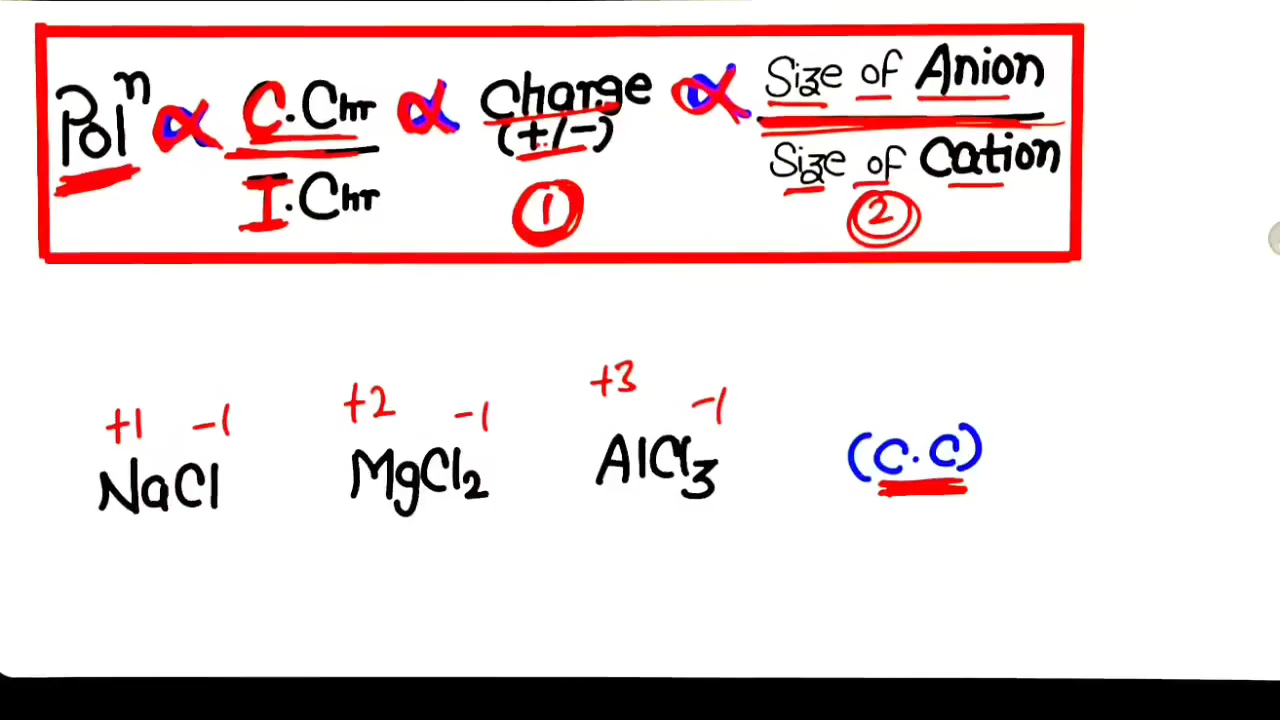 Polⁿ ∝ C.Chr / I.Chr ∝ Charge (+/-) ∝ Size of Anion / Size of Cation
1 2
+1 -1 +2 -1 +3 -1
NaCl MgCl2 AlCl3 (C.C)